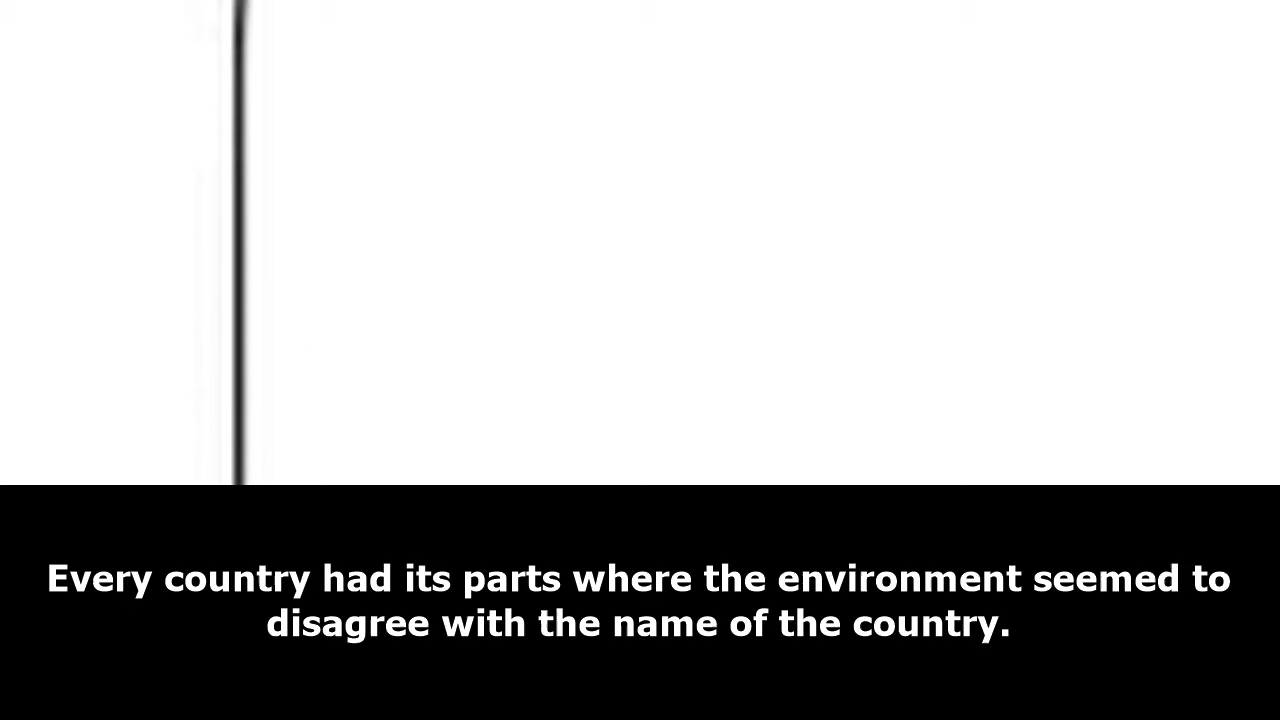 Every country had its parts where the environment seemed to
disagree with the name of the country.